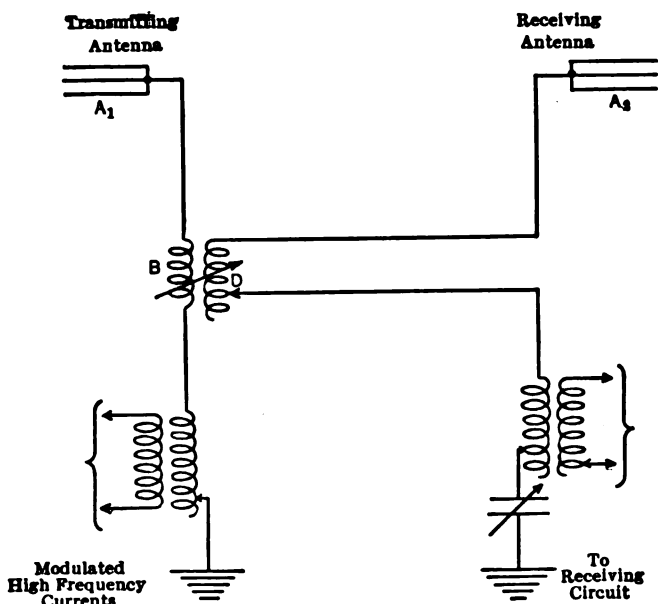 Transmitting
Antenna
A1
Receiving
Antenna
A2
B
D
Modulated
High Frequency
Currents
To
Receiving
Circuit